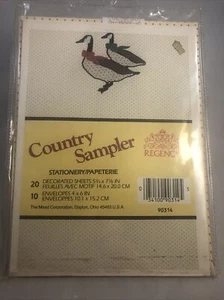 Country
Sampler
REGENCY
STATIONERY/PAPETERIE
20 DECORATED SHEETS 5¾ x 7⅞ IN
FEUILLES AVEC MOTIF 14.6 x 20.0 CM
10 ENVELOPES 4 x 6 IN
ENVELOPPES 10.1 x 15.2 CM
The Mead Corporation, Dayton, Ohio 45463 U.S.A.
90314